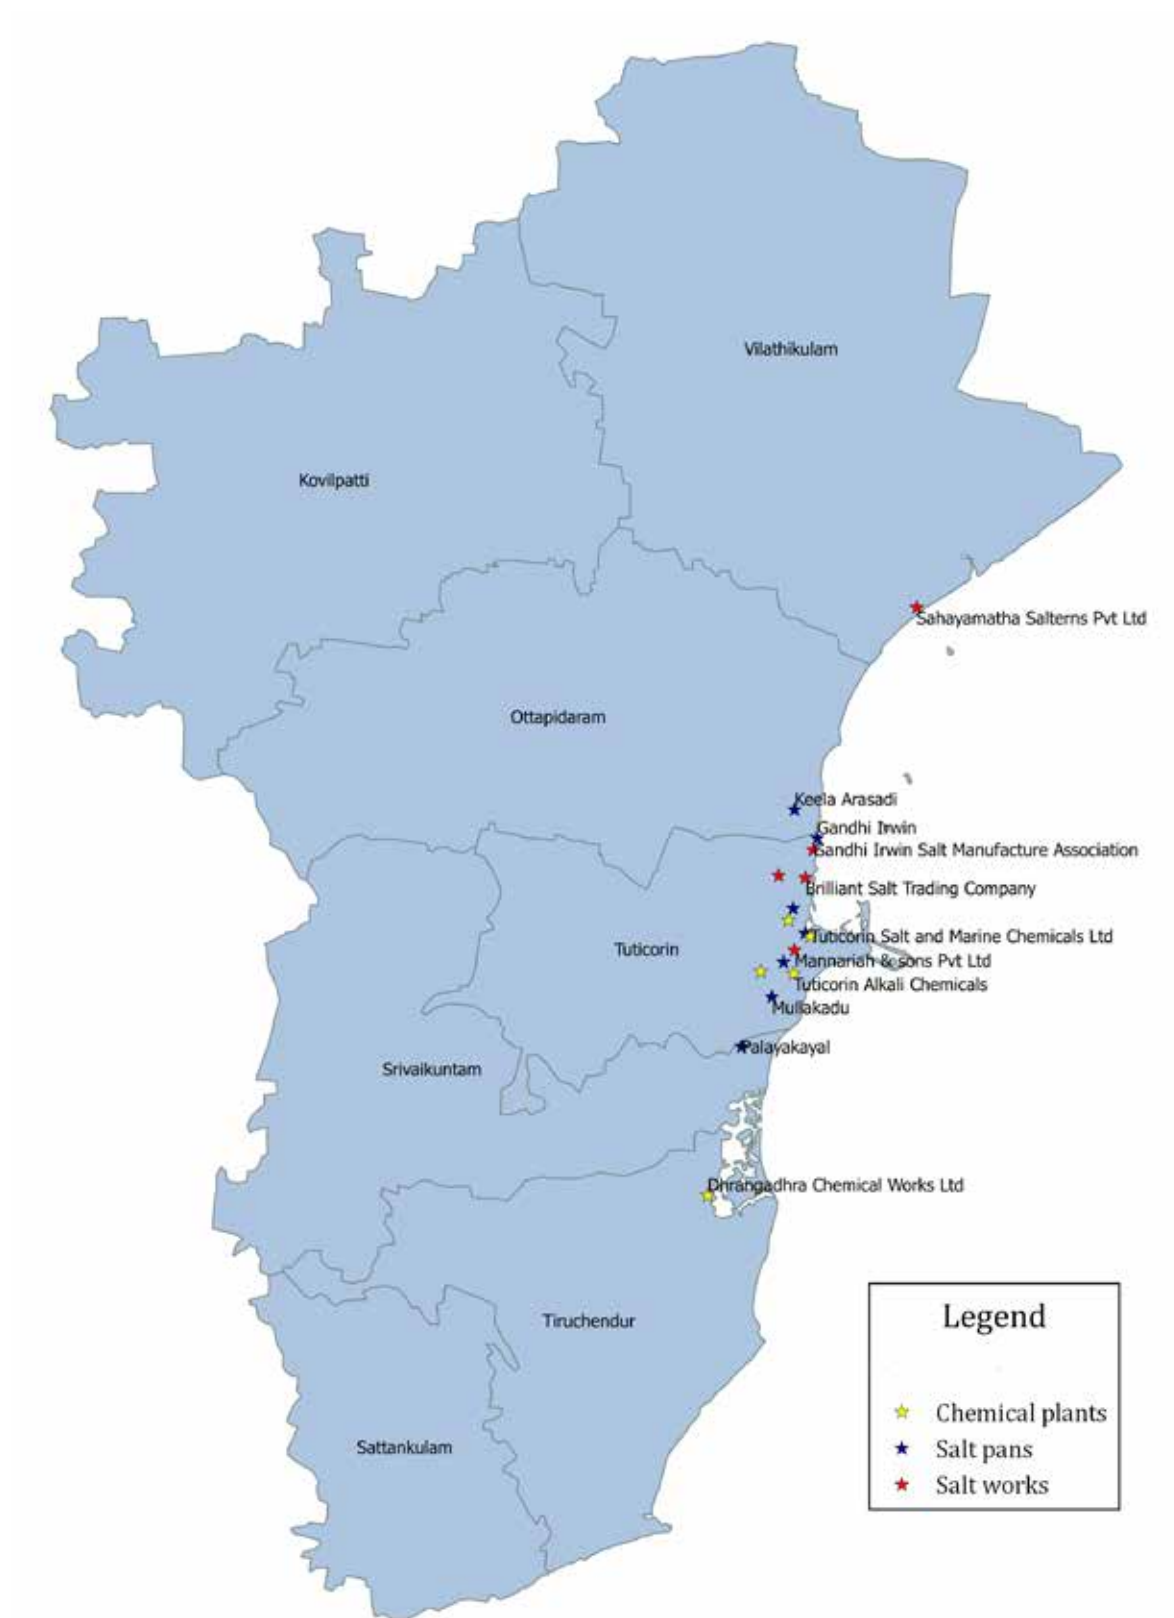 Vilathikulam
Kovilpatti
Sahayamatha Salterns Pvt Ltd
Ottapidaram
Keela Arasadi
Gandhi Irwin
Gandhi Irwin Salt Manufacture Association
Brilliant Salt Trading Company
Tuticorin Salt and Marine Chemicals Ltd
Tuticorin
Mannariah & sons Pvt Ltd
Tuticorin Alkali Chemicals
Mullakadu
Palayakayal
Srivaikuntam
Dhrangadhra Chemical Works Ltd
Tiruchendur
Sattankulam
Legend
Chemical plants
Salt pans
Salt works